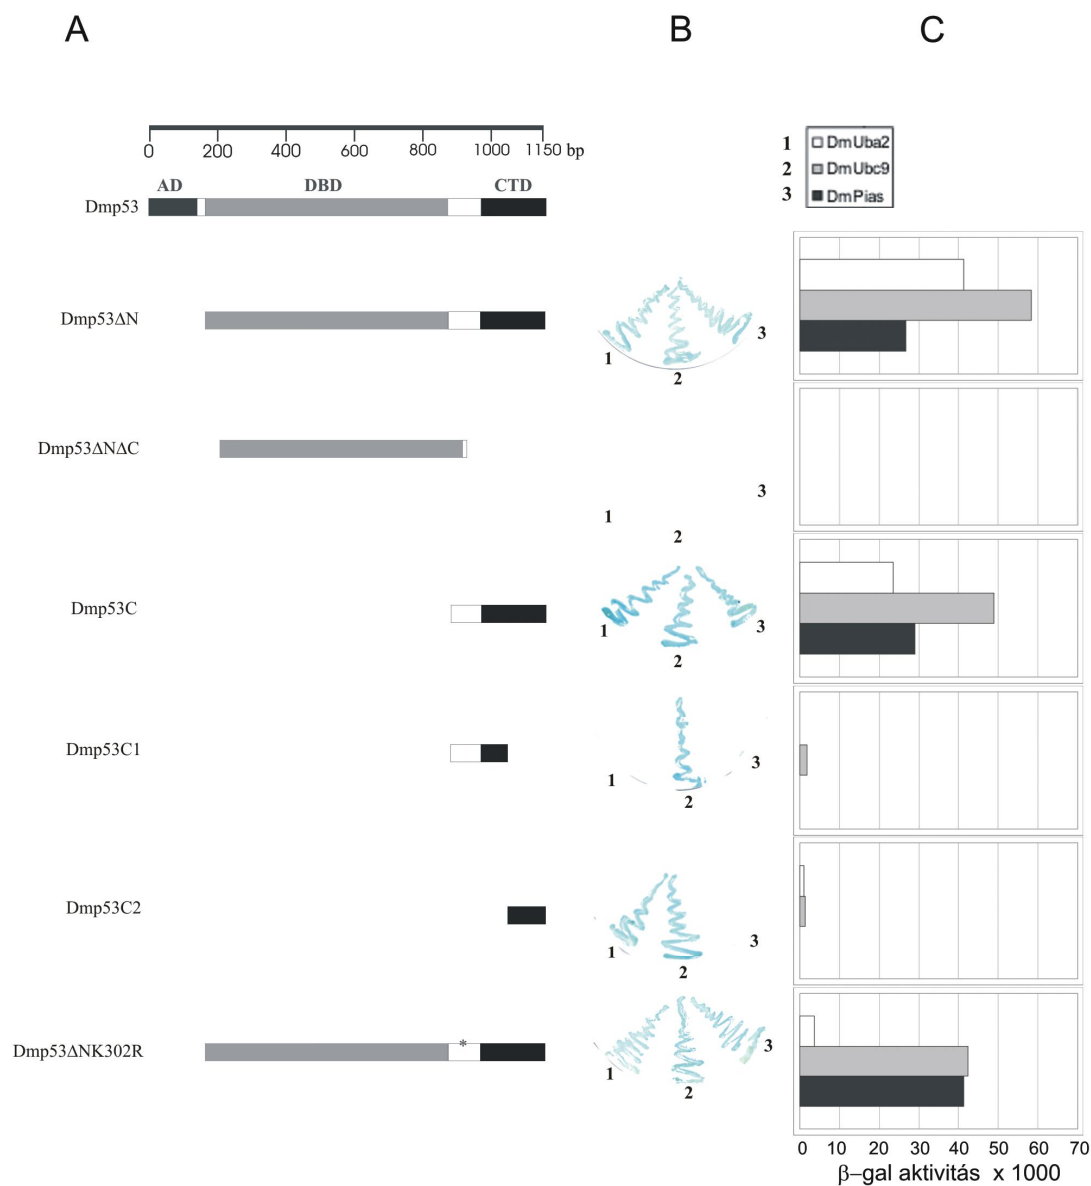 A B C
0 200 400 600 800 1000 1150 bp
1 DmUba2
2 DmUbc9
3 DmPias
AD DBD CTD
Dmp53
Dmp53ΔN
1 2 3
Dmp53ΔNΔC
1 2 3
Dmp53C
1 2 3
Dmp53C1
1 2 3
Dmp53C2
1 2 3
Dmp53ΔNK302R
*
1 2 3
0 10 20 30 40 50 60 70
β–gal aktivitás x 1000